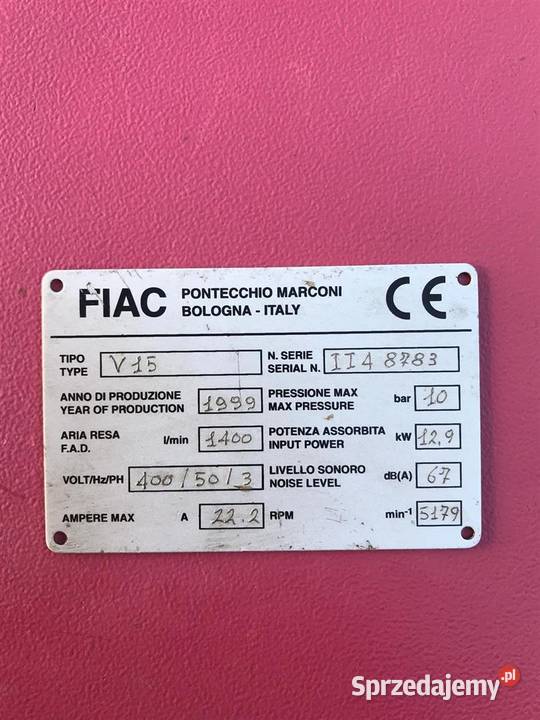 FIAC PONTECCHIO MARCONI
BOLOGNA - ITALY
CE
TIPO
TYPE V15
N. SERIE
SERIAL N. II48783
ANNO DI PRODUZIONE
YEAR OF PRODUCTION 1999
PRESSIONE MAX
MAX PRESSURE bar 10
ARIA RESA
F.A.D. l/min 1400
POTENZA ASSORBITA
INPUT POWER kW 12,9
VOLT/Hz/PH 400/50/3
LIVELLO SONORO
NOISE LEVEL dB(A) 67
AMPERE MAX A 22.2
RPM min-1 5179
Sprzedajemy.pl